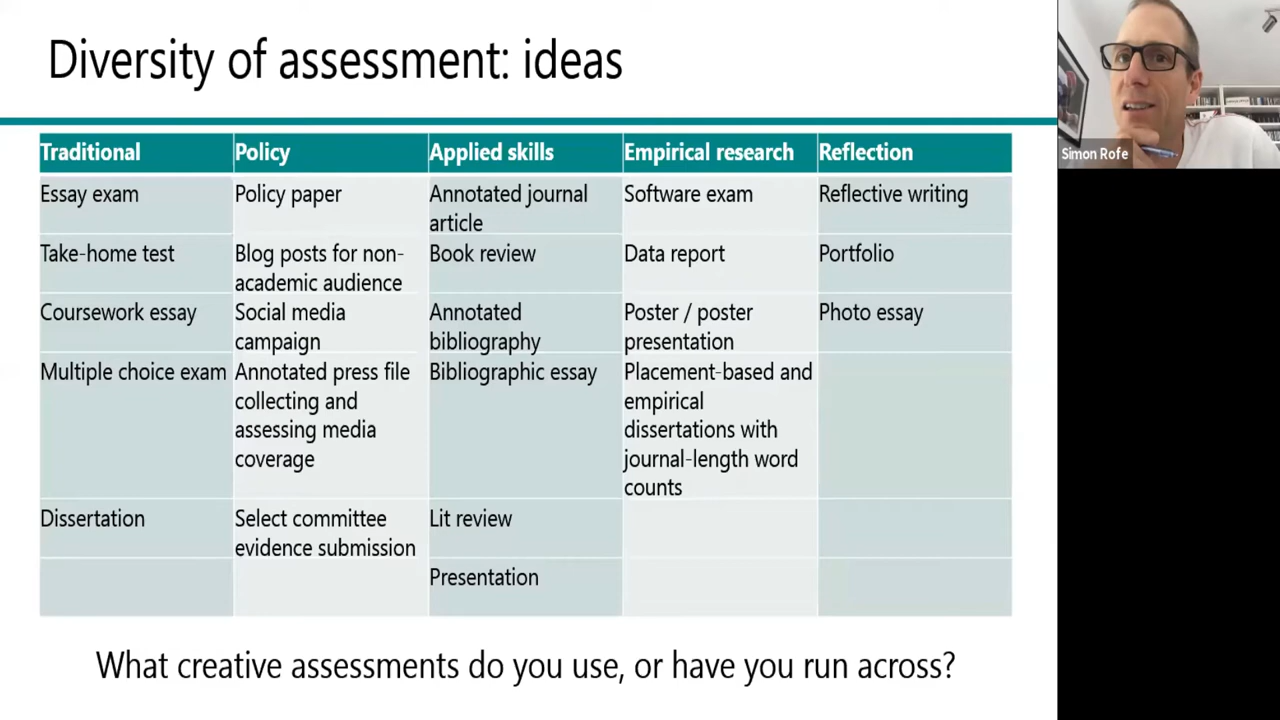 Diversity of assessment: ideas
Simon Rofe
Traditional Policy Applied skills Empirical research Reflection
Essay exam
Policy paper
Annotated journal
article
Software exam
Reflective writing
Take-home test
Blog posts for non-
academic audience
Book review
Data report
Portfolio
Coursework essay
Social media
campaign
Annotated
bibliography
Poster / poster
presentation
Photo essay
Multiple choice exam
Annotated press file
collecting and
assessing media
coverage
Bibliographic essay
Placement-based and
empirical
dissertations with
journal-length word
counts
Dissertation
Select committee
evidence submission
Lit review
Presentation
What creative assessments do you use, or have you run across?